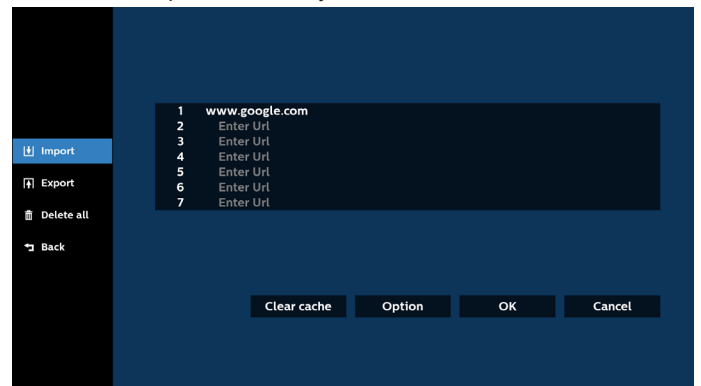 Import
Export
Delete all
Back
1 www.google.com
2 Enter Url
3 Enter Url
4 Enter Url
5 Enter Url
6 Enter Url
7 Enter Url
Clear cache Option OK Cancel